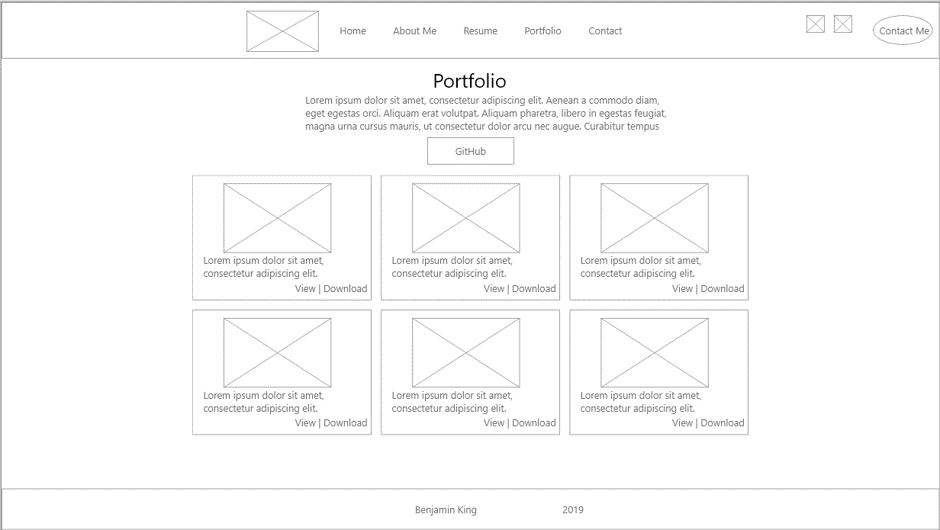 Home About Me Resume Portfolio Contact Contact Me
Portfolio
Lorem ipsum dolor sit amet, consectetur adipiscing elit. Aenean a commodo diam,
eget egestas orci. Aliquam erat volutpat. Aliquam pharetra, libero in egestas feugiat,
magna urna cursus mauris, ut consectetur dolor arcu nec augue. Curabitur tempus
GitHub
Lorem ipsum dolor sit amet,
consectetur adipiscing elit.
View | Download
Lorem ipsum dolor sit amet,
consectetur adipiscing elit.
View | Download
Lorem ipsum dolor sit amet,
consectetur adipiscing elit.
View | Download
Lorem ipsum dolor sit amet,
consectetur adipiscing elit.
View | Download
Lorem ipsum dolor sit amet,
consectetur adipiscing elit.
View | Download
Lorem ipsum dolor sit amet,
consectetur adipiscing elit.
View | Download
Benjamin King 2019